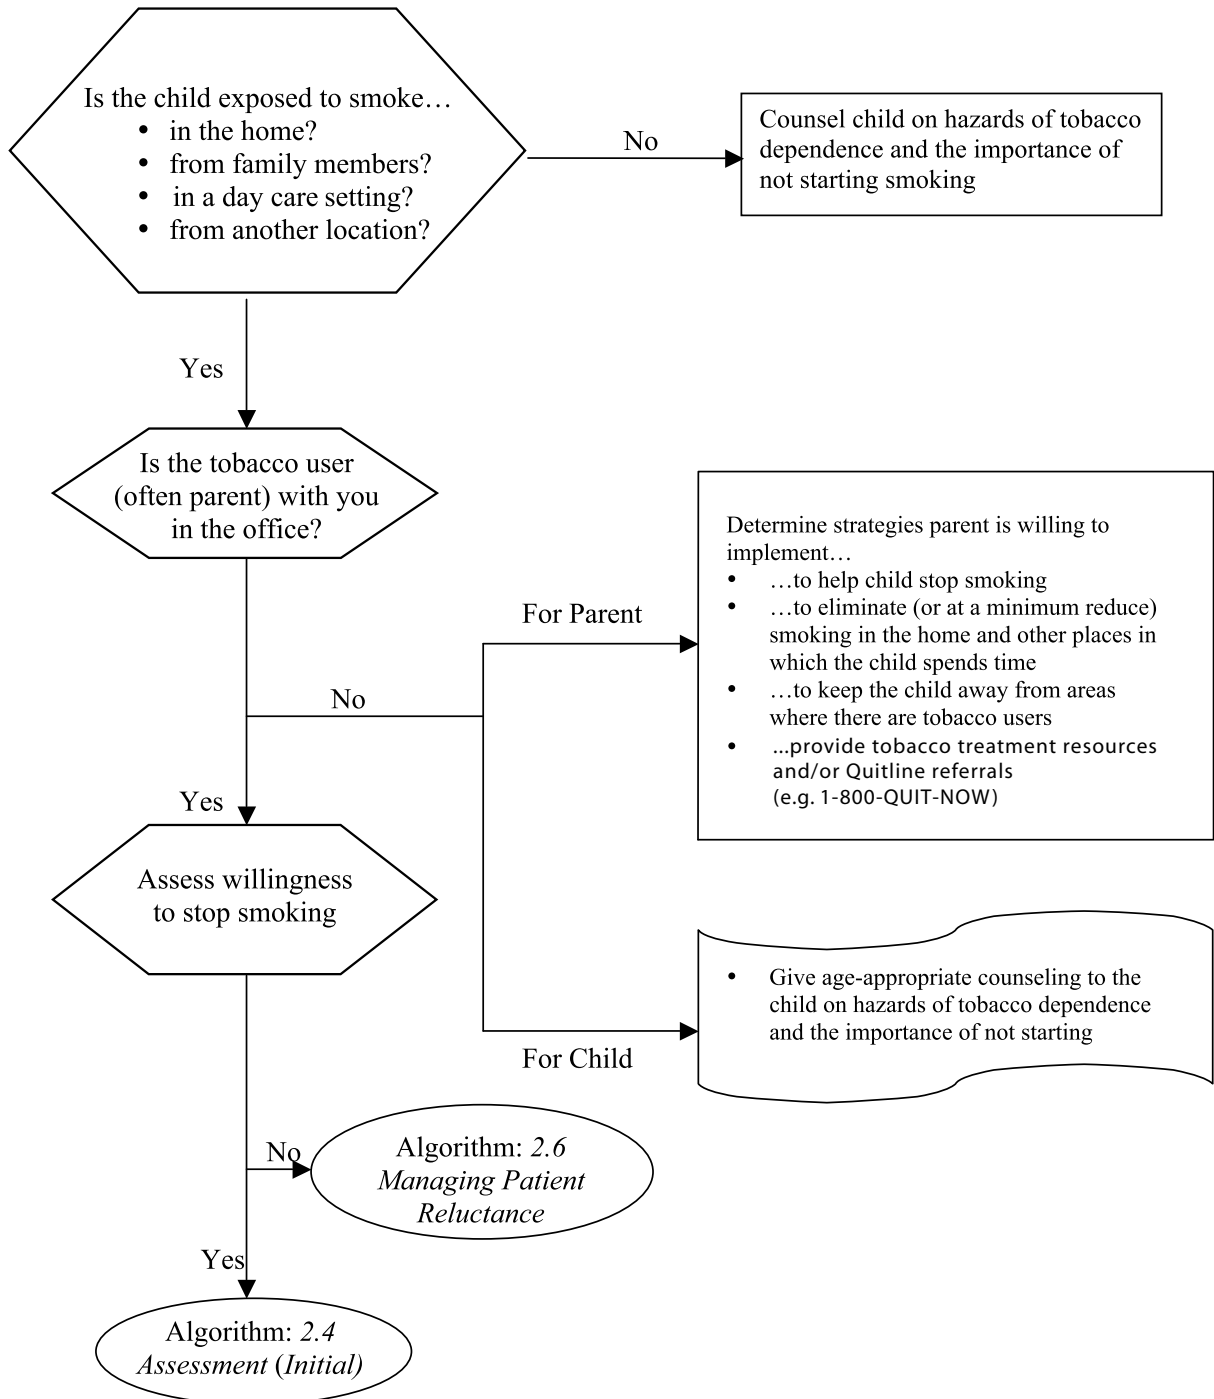 Is the child exposed to smoke…
• in the home?
• from family members?
• in a day care setting?
• from another location?
No
Counsel child on hazards of tobacco
dependence and the importance of
not starting smoking
Yes
Is the tobacco user
(often parent) with you
in the office?
Determine strategies parent is willing to
implement…
• …to help child stop smoking
• …to eliminate (or at a minimum reduce)
smoking in the home and other places in
which the child spends time
• …to keep the child away from areas
where there are tobacco users
• ...provide tobacco treatment resources
and/or Quitline referrals
(e.g. 1-800-QUIT-NOW)
For Parent
No
Yes
Assess willingness
to stop smoking
• Give age-appropriate counseling to the
child on hazards of tobacco dependence
and the importance of not starting
For Child
No
Algorithm: 2.6
Managing Patient
Reluctance
Yes
Algorithm: 2.4
Assessment (Initial)